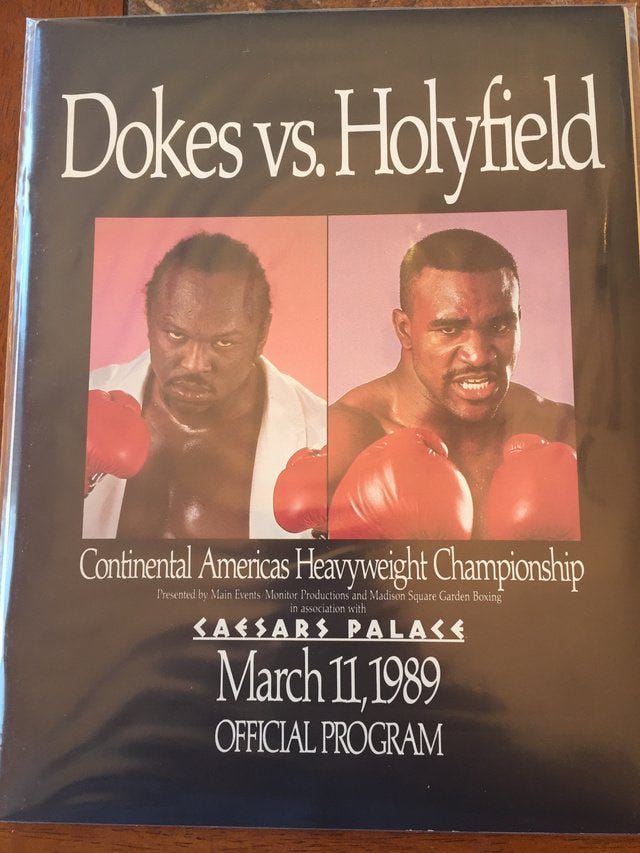 Dokes vs. Holyfield
Continental Americas Heavyweight Championship
Presented by Main Events Monitor Productions and Madison Square Garden Boxing
in association with
CAESARS PALACE
March 11, 1989
OFFICIAL PROGRAM